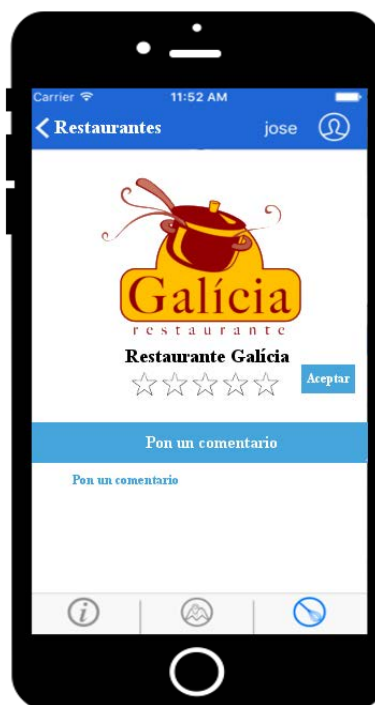 Carrier 11:52 AM
Restaurantes jose
Galícia
restaurante
Restaurante Galícia
Aceptar
Pon un comentario
Pon un comentario
i